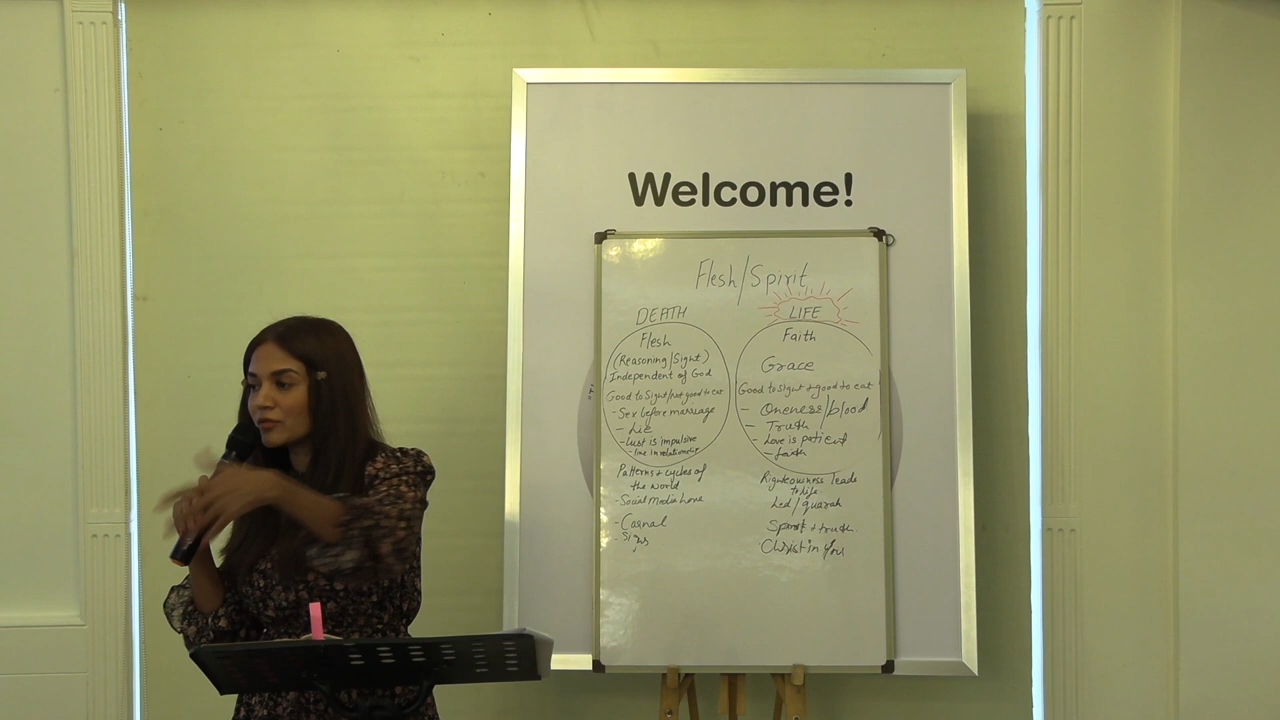 Welcome!
Flesh/Spirit
DEATH
Flesh
(Reasoning/Sight)
Independent of God
Good to sight/not good to eat
- Sex before marriage
- Lie
- Lust is impulsive
- in relationship
Patterns + cycles of
the world
- Social Media
- Carnal
- Signs
LIFE
Faith
Grace
Good to sight + good to eat
- Oneness/blood
- Truth
- Love is patient
- faith
Righteousness leads
to life
Led/
Spirit + truth
Christ in you